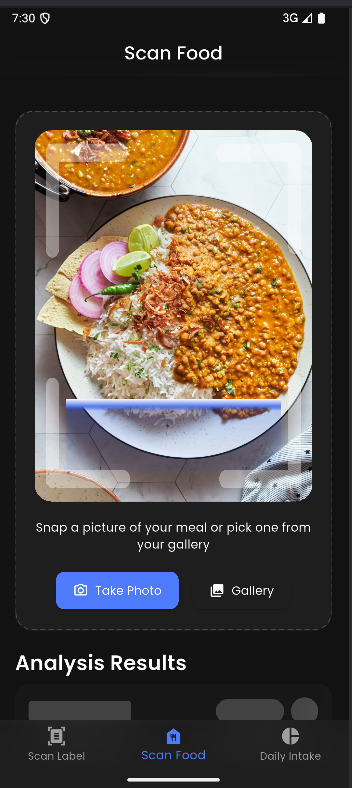 7:30
3G
Scan Food
Snap a picture of your meal or pick one from
your gallery
Take Photo
Gallery
Analysis Results
Scan Label
Scan Food
Daily Intake